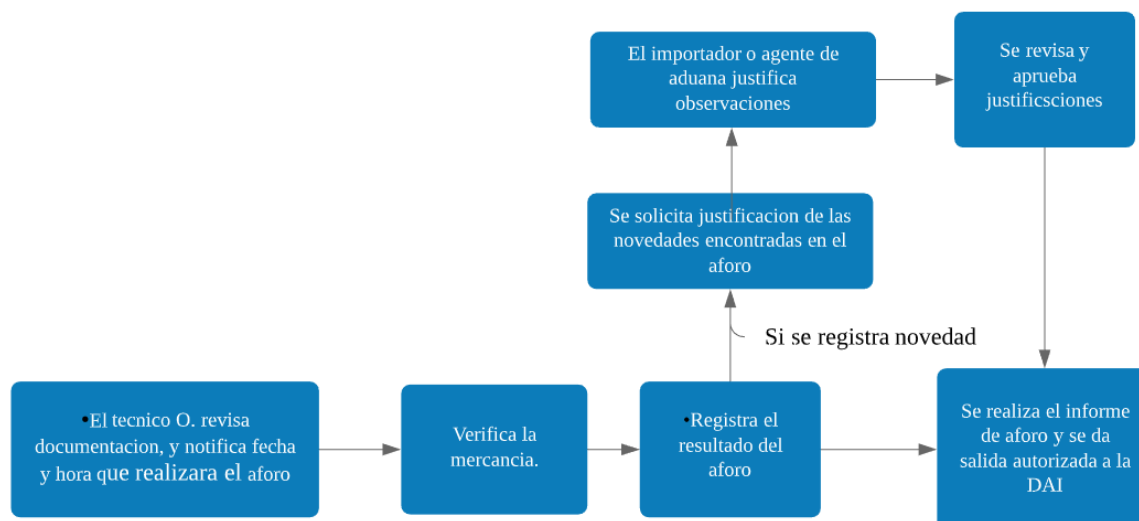 El importador o agente de
aduana justifica
observaciones
Se revisa y
aprueba
justificsciones
Se solicita justificacion de las
novedades encontradas en el
aforo
Si se registra novedad
•El tecnico O. revisa
documentacion, y notifica fecha
y hora que realizara el aforo
Verifica la
mercancia.
•Registra el
resultado del
aforo
Se realiza el informe
de aforo y se da
salida autorizada a la
DAI